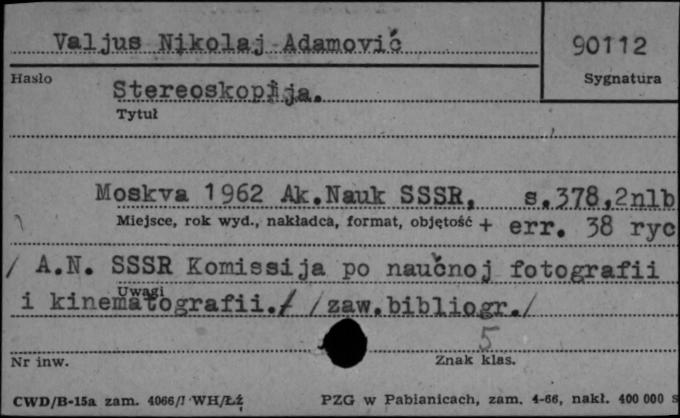 Valjus Nikolaj Adamovič
90112
Hasło
Sygnatura
Stereoskopija.
Tytuł
Moskva 1962 Ak.Nauk SSSR, s.378,2nlb
Miejsce, rok wyd., nakładca, format, objętość + err. 38 ryc
/ A.N. SSSR Komissija po naučnoj fotografii
Uwagi
i kinematografii./ /zaw.bibliogr./
5
Nr inw.
Znak klas.
CWD/B-15a zam. 4066/I WH/Łź
PZG w Pabianicach, zam. 4-66, nakł. 400 000 s